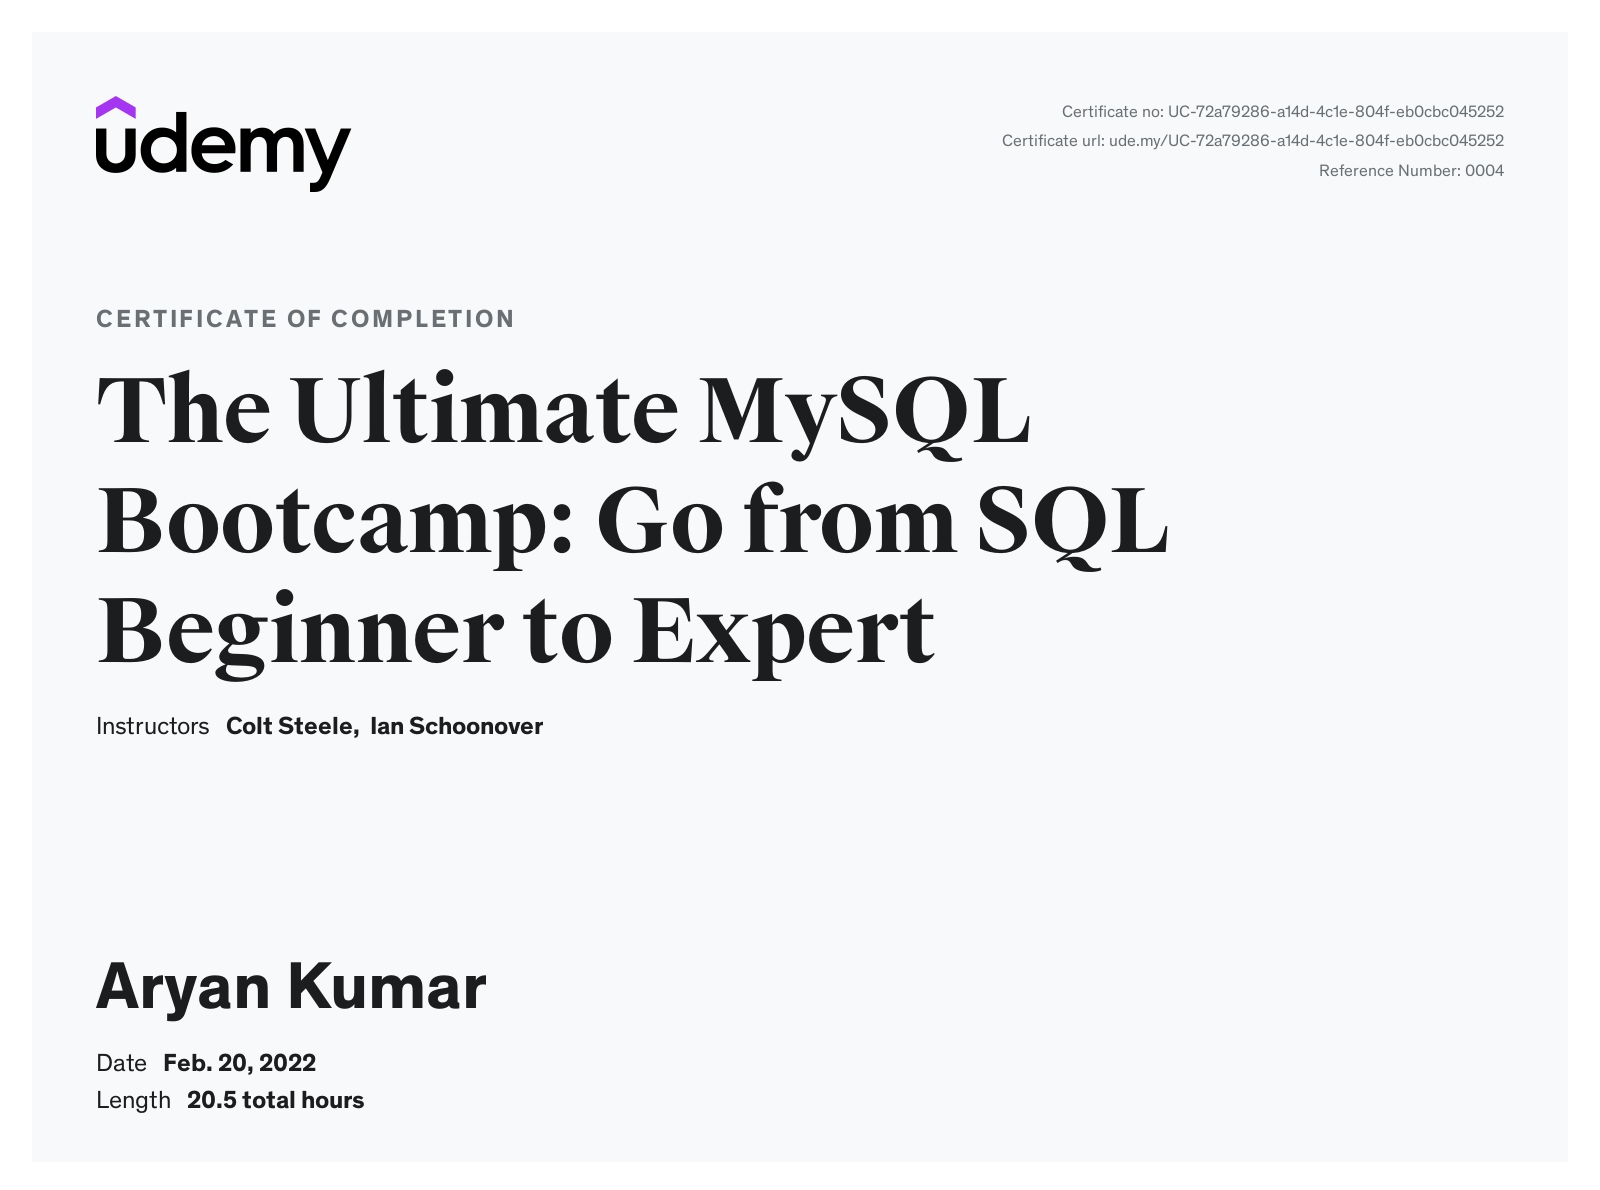 udemy
Certificate no: UC-72a79286-a14d-4c1e-804f-eb0cbc045252
Certificate url: ude.my/UC-72a79286-a14d-4c1e-804f-eb0cbc045252
Reference Number: 0004
CERTIFICATE OF COMPLETION
The Ultimate MySQL
Bootcamp: Go from SQL
Beginner to Expert
Instructors Colt Steele, Ian Schoonover
Aryan Kumar
Date Feb. 20, 2022
Length 20.5 total hours